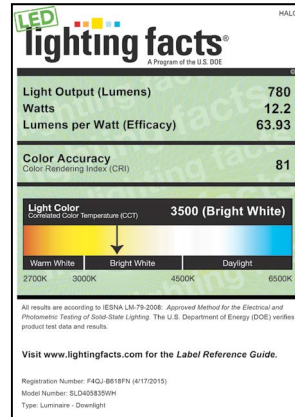 LED
HALO
lighting facts®
A Program of the U.S. DOE
Light Output (Lumens) 780
Watts 12.2
Lumens per Watt (Efficacy) 63.93
Color Accuracy
Color Rendering Index (CRI) 81
Light Color
Correlated Color Temperature (CCT) 3500 (Bright White)
Warm White Bright White Daylight
2700K 3000K 4500K 6500K
All results are according to IESNA LM-79-2008: Approved Method for the Electrical and
Photometric Testing of Solid-State Lighting. The U.S. Department of Energy (DOE) verifies
product test data and results.
Visit www.lightingfacts.com for the Label Reference Guide.
Registration Number: F4QJ-B618FN (4/17/2015)
Model Number: SLD405835WH
Type: Luminaire - Downlight